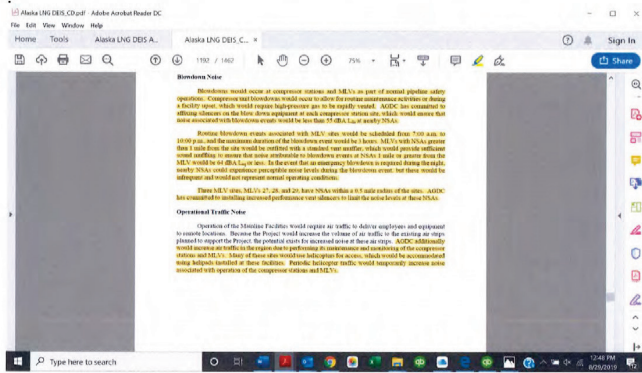 Alaska LNG DEIS_CD.pdf - Adobe Acrobat Reader DC
File Edit View Window Help
Home Tools Alaska LNG DEIS A... Alaska LNG DEIS_C... × Sign In
1192 / 1462 75% Share
Blowdown Noise
Blowdowns would occur at compressor stations and MLVs as part of normal pipeline safety
operations. Compressor unit blowdowns would occur to allow for routine maintenance activities or during
a facility upset, which would require high-pressure gas to be rapidly vented. AGDC has committed to
affixing silencers on the blow down equipment at each compressor station site, which would ensure that
noise associated with blowdown events would be less than 55 dBA Ldn at nearby NSAs.
Routine blowdown events associated with MLV sites would be scheduled from 7:00 a.m. to
10:00 p.m., and the maximum duration of the blowdown event would be 3 hours. MLVs with NSAs greater
than 1 mile from the site would be outfitted with a standard vent muffler, which would provide sufficient
sound muffling to ensure that noise attributable to blowdown events at NSAs 1 mile or greater from the
MLV would be 64 dBA Leq or less. In the event that an emergency blowdown is required during the night,
nearby NSAs could experience perceptible noise levels during the blowdown event, but these would be
infrequent and would not represent normal operating conditions.
Three MLV sites, MLVs 27, 28, and 29, have NSAs within a 0.5 mile radius of the sites. AGDC
has committed to installing increased performance vent silencers to limit the noise levels at these NSAs.
Operational Traffic Noise
Operation of the Mainline Facilities would require air traffic to deliver employees and equipment
to remote locations. Because the Project would increase the volume of air traffic to the existing air strips
planned to support the Project, the potential exists for increased noise at these air strips. AGDC additionally
would increase air traffic in the region due to performing its maintenance and monitoring of the compressor
stations and MLVs. Many of these sites would use helicopters for access, which would be accommodated
using helipads installed at these facilities. Periodic helicopter traffic would temporarily increase noise
associated with operation of the compressor stations and MLVs.
Type here to search
12:48 PM
8/29/2019